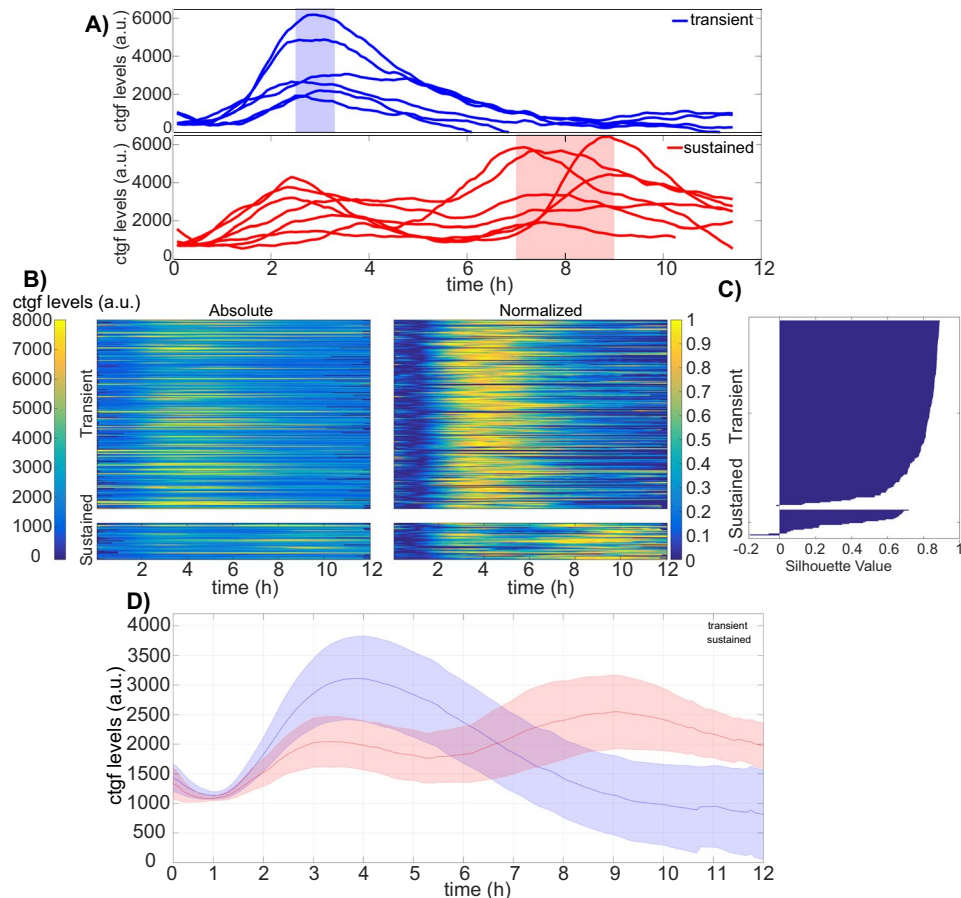 A)
6000
4000
2000
0
ctgf levels (a.u.)
transient
6000
4000
2000
0
ctgf levels (a.u.)
sustained
0 2 4 6 8 10 12
time (h)
B)
ctgf levels (a.u.)
8000
7000
6000
5000
4000
3000
2000
1000
0
Absolute
Transient
Sustained
2 4 6 8 10 12
time (h)
Normalized
2 4 6 8 10 12
time (h)
1
0.9
0.8
0.7
0.6
0.5
0.4
0.3
0.2
0.1
0
C)
Transient
Sustained
-0.2 0 0.2 0.4 0.6 0.8 1
Silhouette Value
D)
4000
3500
3000
2500
2000
1500
1000
500
0
ctgf levels (a.u.)
transient
sustained
0 1 2 3 4 5 6 7 8 9 10 11 12
time (h)